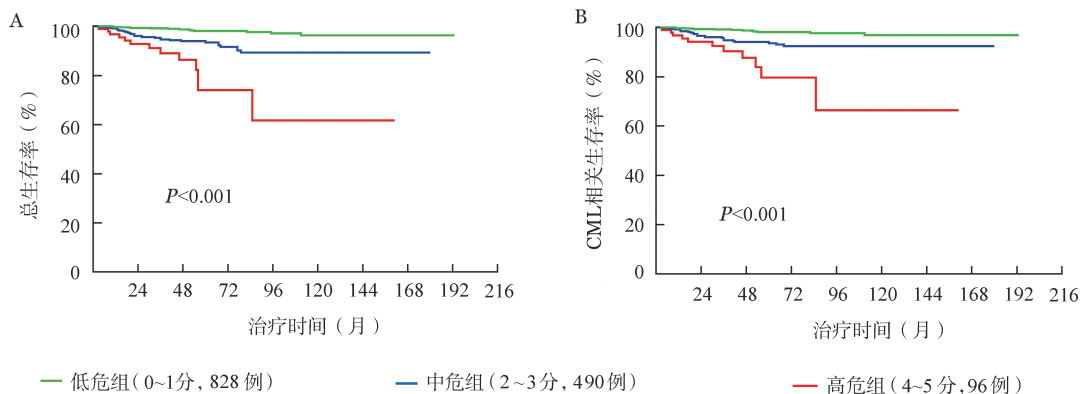 A
总生存率(%)
100
80
60
40
20
0
P<0.001
24 48 72 96 120 144 168 192 216
治疗时间(月)
B
CML相关生存率(%)
100
80
60
40
20
0
P<0.001
24 48 72 96 120 144 168 192 216
治疗时间(月)
低危组(0~1分, 828例)
中危组(2~3分, 490例)
高危组(4~5分, 96例)